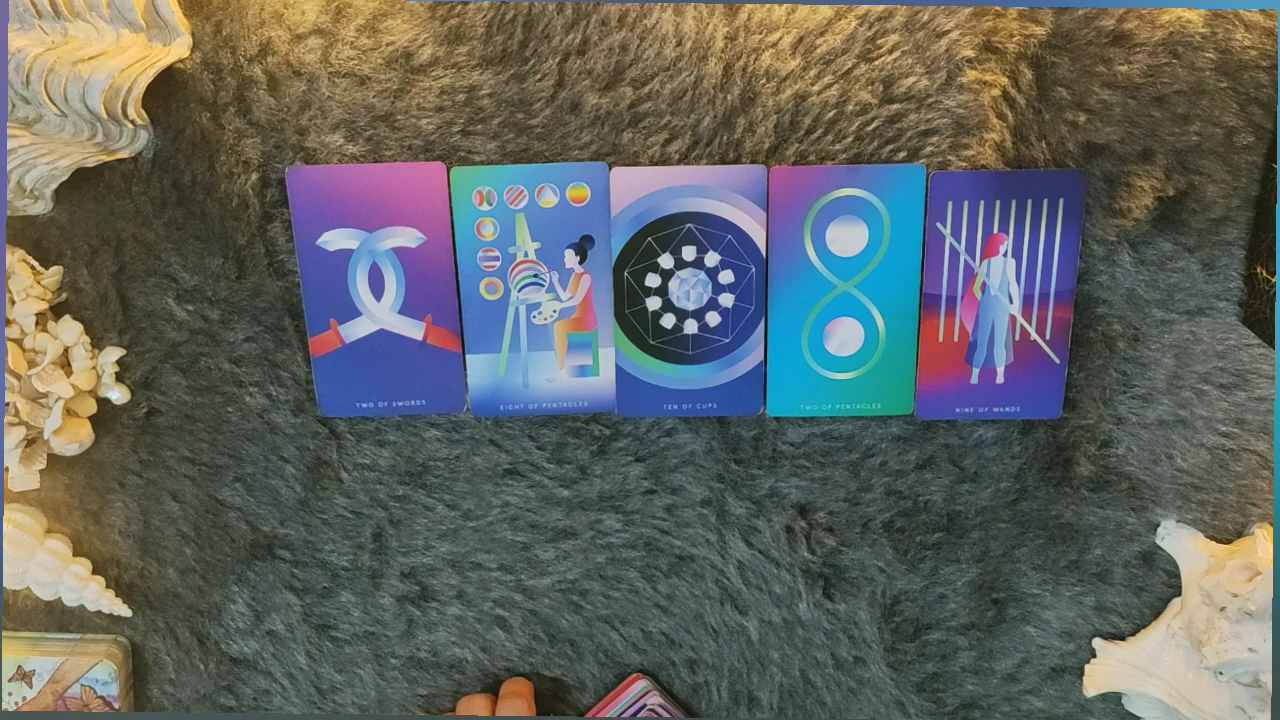 TWO OF SWORDS
EIGHT OF PENTACLES
TEN OF CUPS
TWO OF PENTACLES
NINE OF WANDS